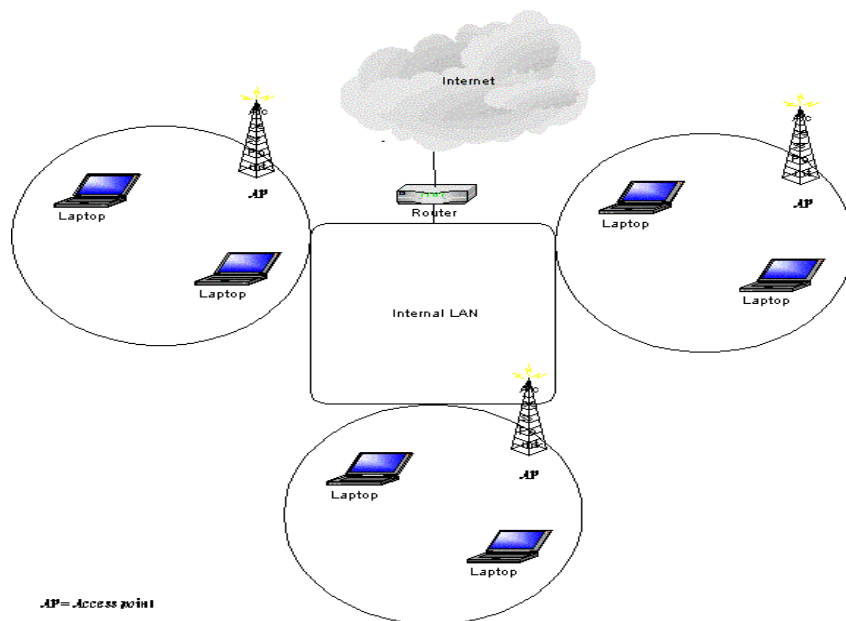 Internet
AP
Laptop
Laptop
Router
AP
Laptop
Laptop
Internal LAN
AP
Laptop
Laptop
AP=Access point